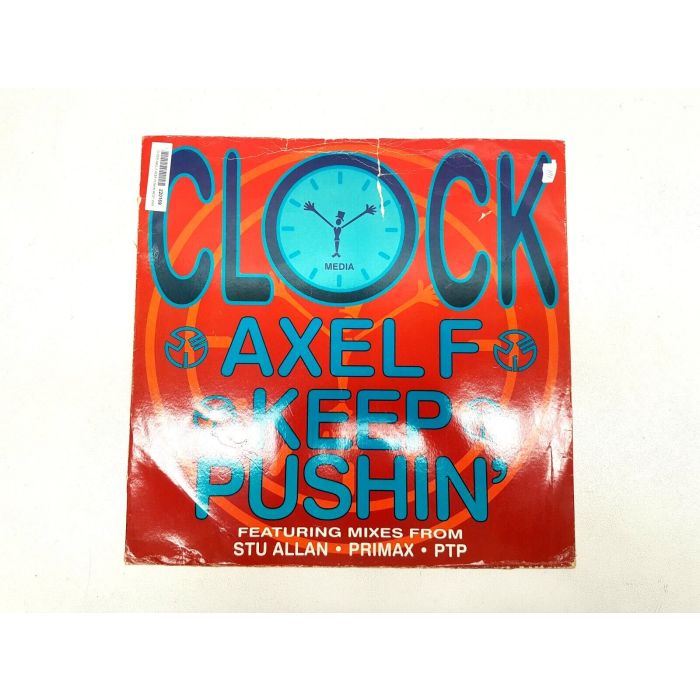 CLOCK
MEDIA
AXEL F
KEEP
PUSHIN'
FEATURING MIXES FROM
STU ALLAN • PRIMAX • PTP